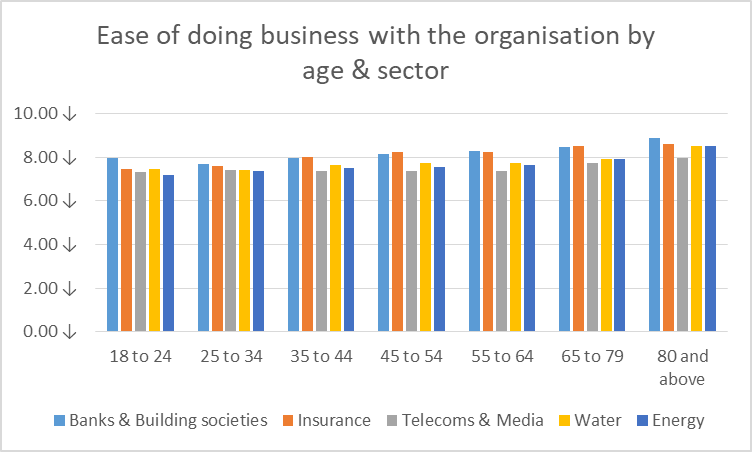 Ease of doing business with the organisation by
age & sector
10.00 ↓
8.00 ↓
6.00 ↓
4.00 ↓
2.00 ↓
0.00 ↓
18 to 24
25 to 34
35 to 44
45 to 54
55 to 64
65 to 79
80 and
above
Banks & Building societies
Insurance
Telecoms & Media
Water
Energy